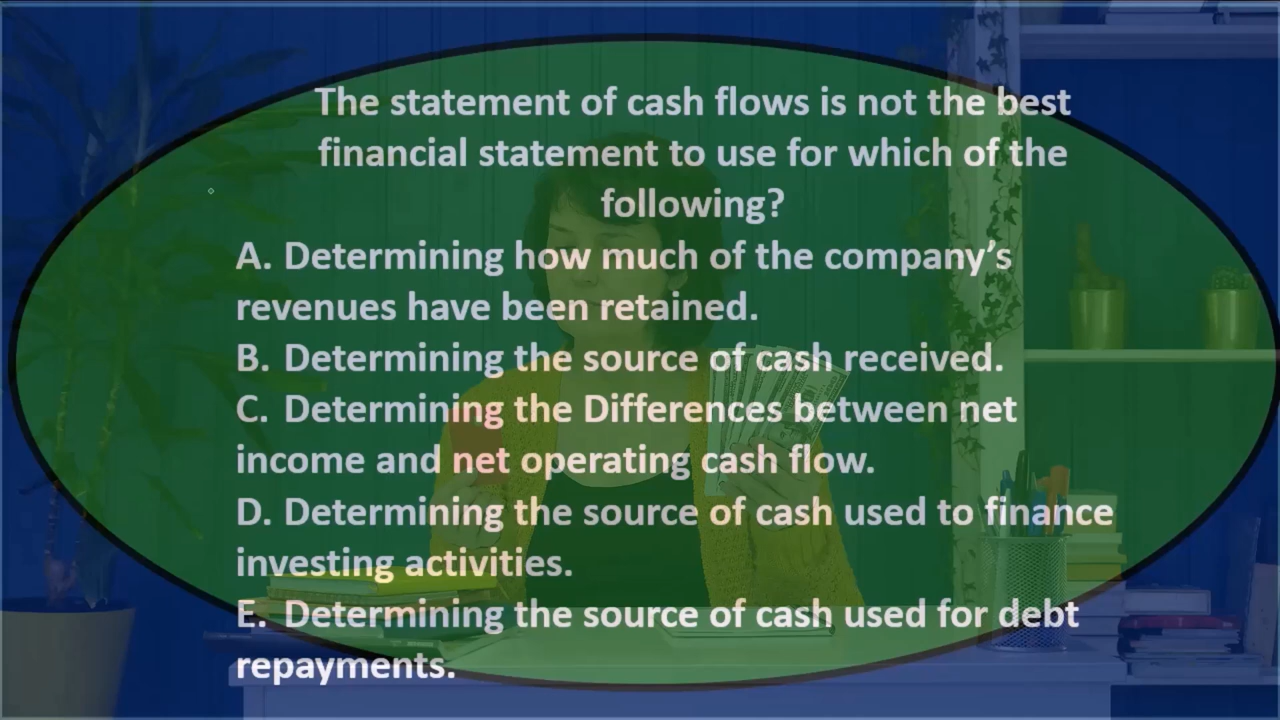 The statement of cash flows is not the best
financial statement to use for which of the
following?
A. Determining how much of the company’s
revenues have been retained.
B. Determining the source of cash received.
C. Determining the Differences between net
income and net operating cash flow.
D. Determining the source of cash used to finance
investing activities.
E. Determining the source of cash used for debt
repayments.